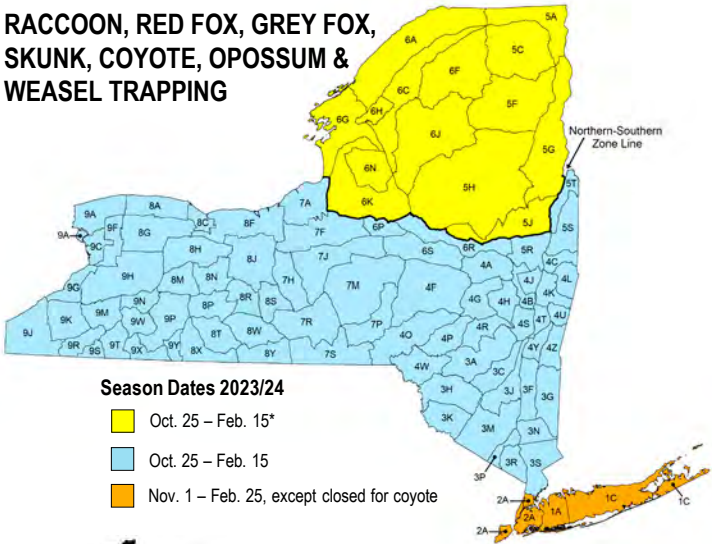 RACCOON, RED FOX, GREY FOX,
SKUNK, COYOTE, OPOSSUM &
WEASEL TRAPPING
5A
6A
5C
6F
6C
5F
6H
6G
6J
Northern-Southern
Zone Line
5G
6N
5H
5T
6K
7A
8A
9A
5J
8C
8F
6P
5S
9F
7F
9A
8G
6R
9C
6S
5R
8H
7J
4C
8J
4A
9G
9H
8M
8N
7H
7M
4F
4J
4L
4K
8R
8S
4G
4H
4B
9N
8P
9K
9M
9W
9P
7R
7P
4S
4T
4U
9J
8T
8W
4O
4P
4R
9R
9S
9T
9X
9Y
8X
8Y
7S
4Y
4Z
4W
3A
3C
3H
3J
3F
3G
3K
3M
3N
3P
3R
3S
Season Dates 2023/24
Oct. 25 – Feb. 15*
Oct. 25 – Feb. 15
Nov. 1 – Feb. 25, except closed for coyote
2A
1C
1C
2A
1A
2A